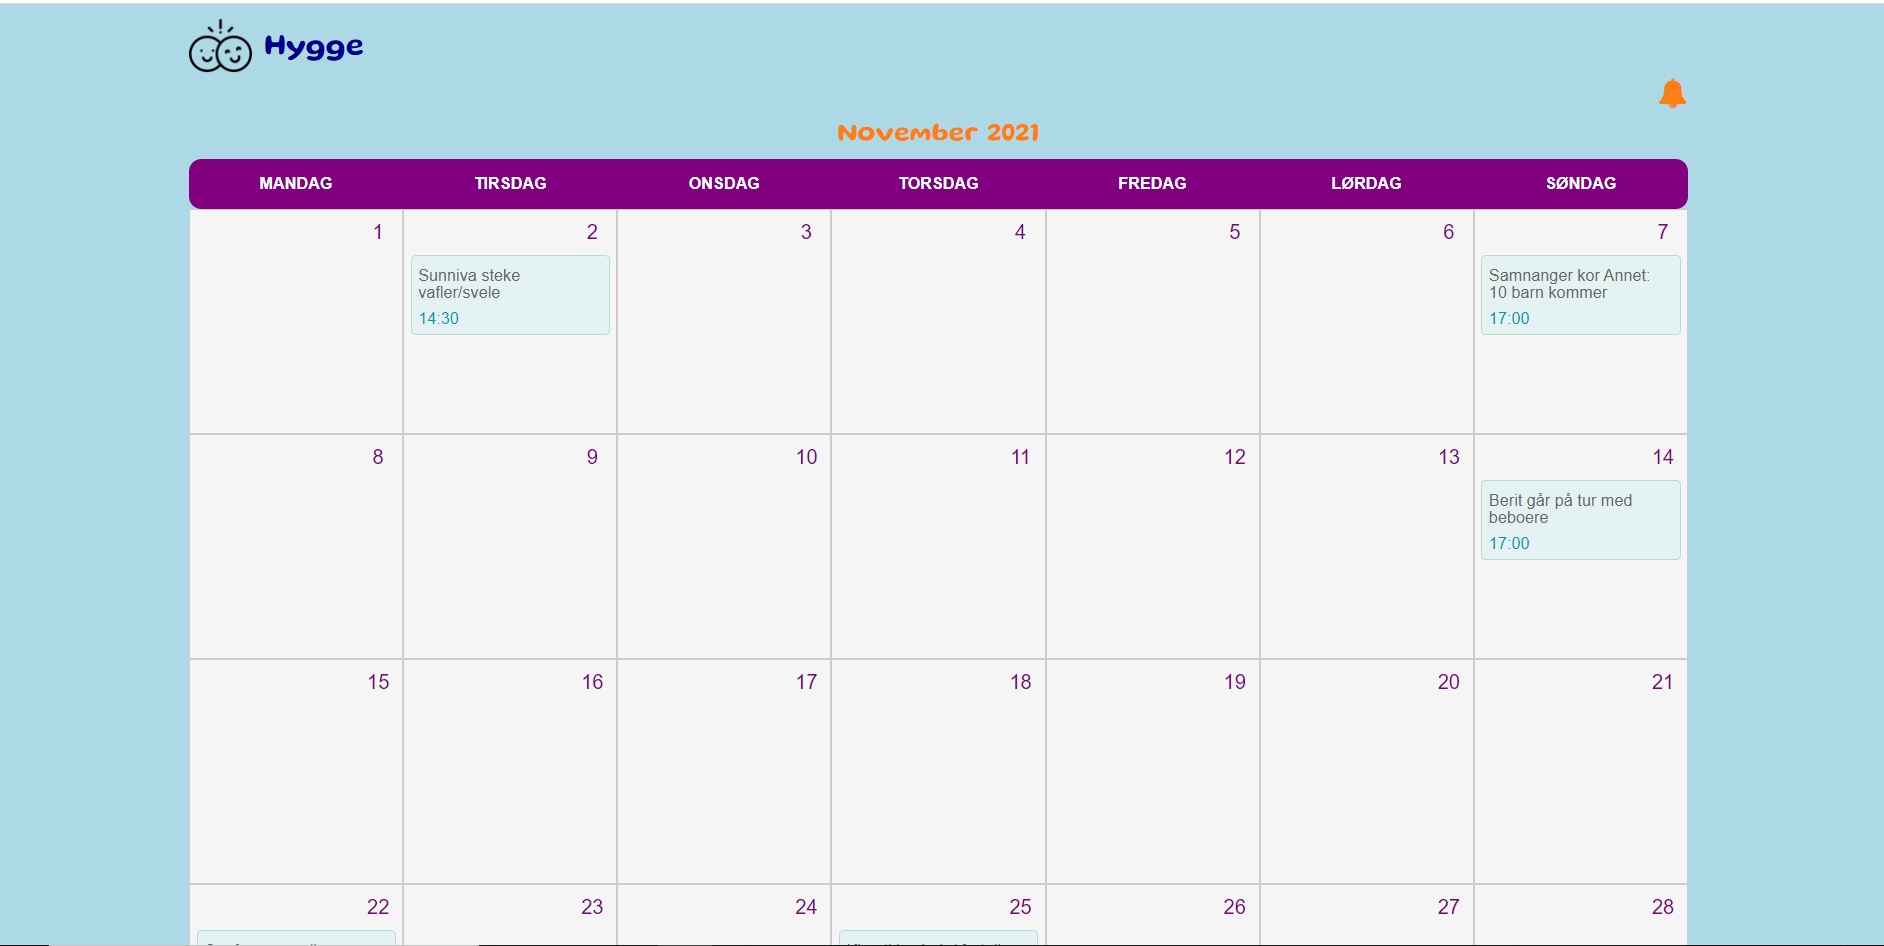 Hygge
November 2021
MANDAG TIRSDAG ONSDAG TORSDAG FREDAG LØRDAG SØNDAG
1 2 3 4 5 6 7
Sunniva steke
vafler/svele
14:30
Samnanger kor Annet:
10 barn kommer
17:00
8 9 10 11 12 13 14
Berit går på tur med
beboere
17:00
15 16 17 18 19 20 21
22 23 24 25 26 27 28